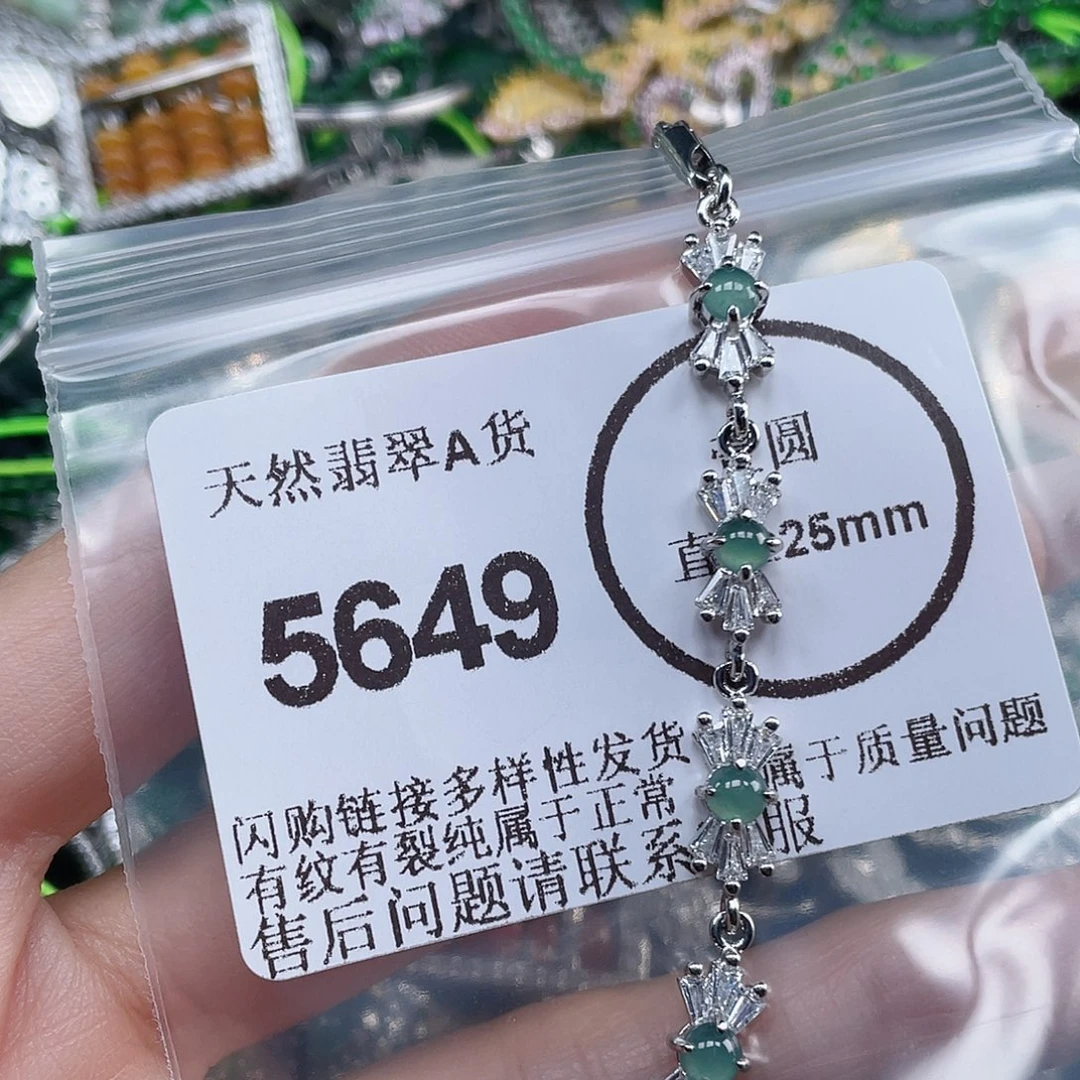 天然翡翠A货
圆
直 25mm
5649
闪购链接多样性发货 属于质量问题
有纹有裂纯属于正常
售后问题请联系 服